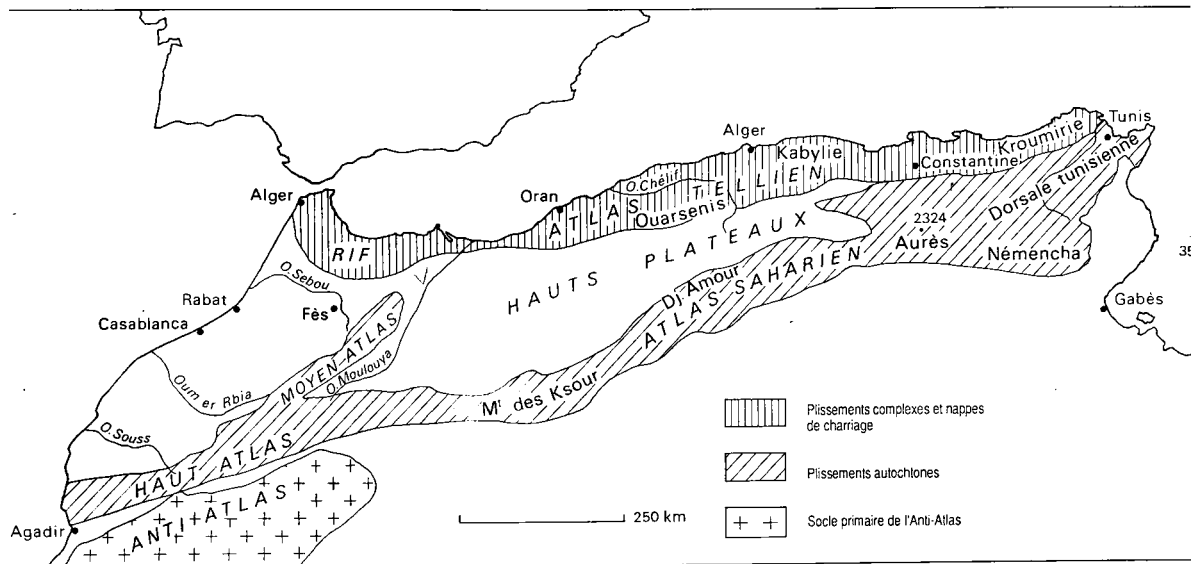 Tunis
Alger
Kroumirie
Kabylie
Constantine
O.Chélif
Dorsale tunisienne
Alger
Oran
ATLAS TELLIEN
Ouarsenis
2324
Aurès
Némencha
35
RIF
HAUTS PLATEAUX
O.Sebou
Dj Amour
ATLAS SAHARIEN
Rabat
Fès
Gabès
Casablanca
MOYEN-ATLAS
O.Moulouya
Oum er Rbia
Mt des Ksour
O.Souss
HAUT ATLAS
ANTI-ATLAS
Agadir
250 km
Plissements complexes et nappes
de charriage
Plissements autochtones
Socle primaire de l'Anti-Atlas